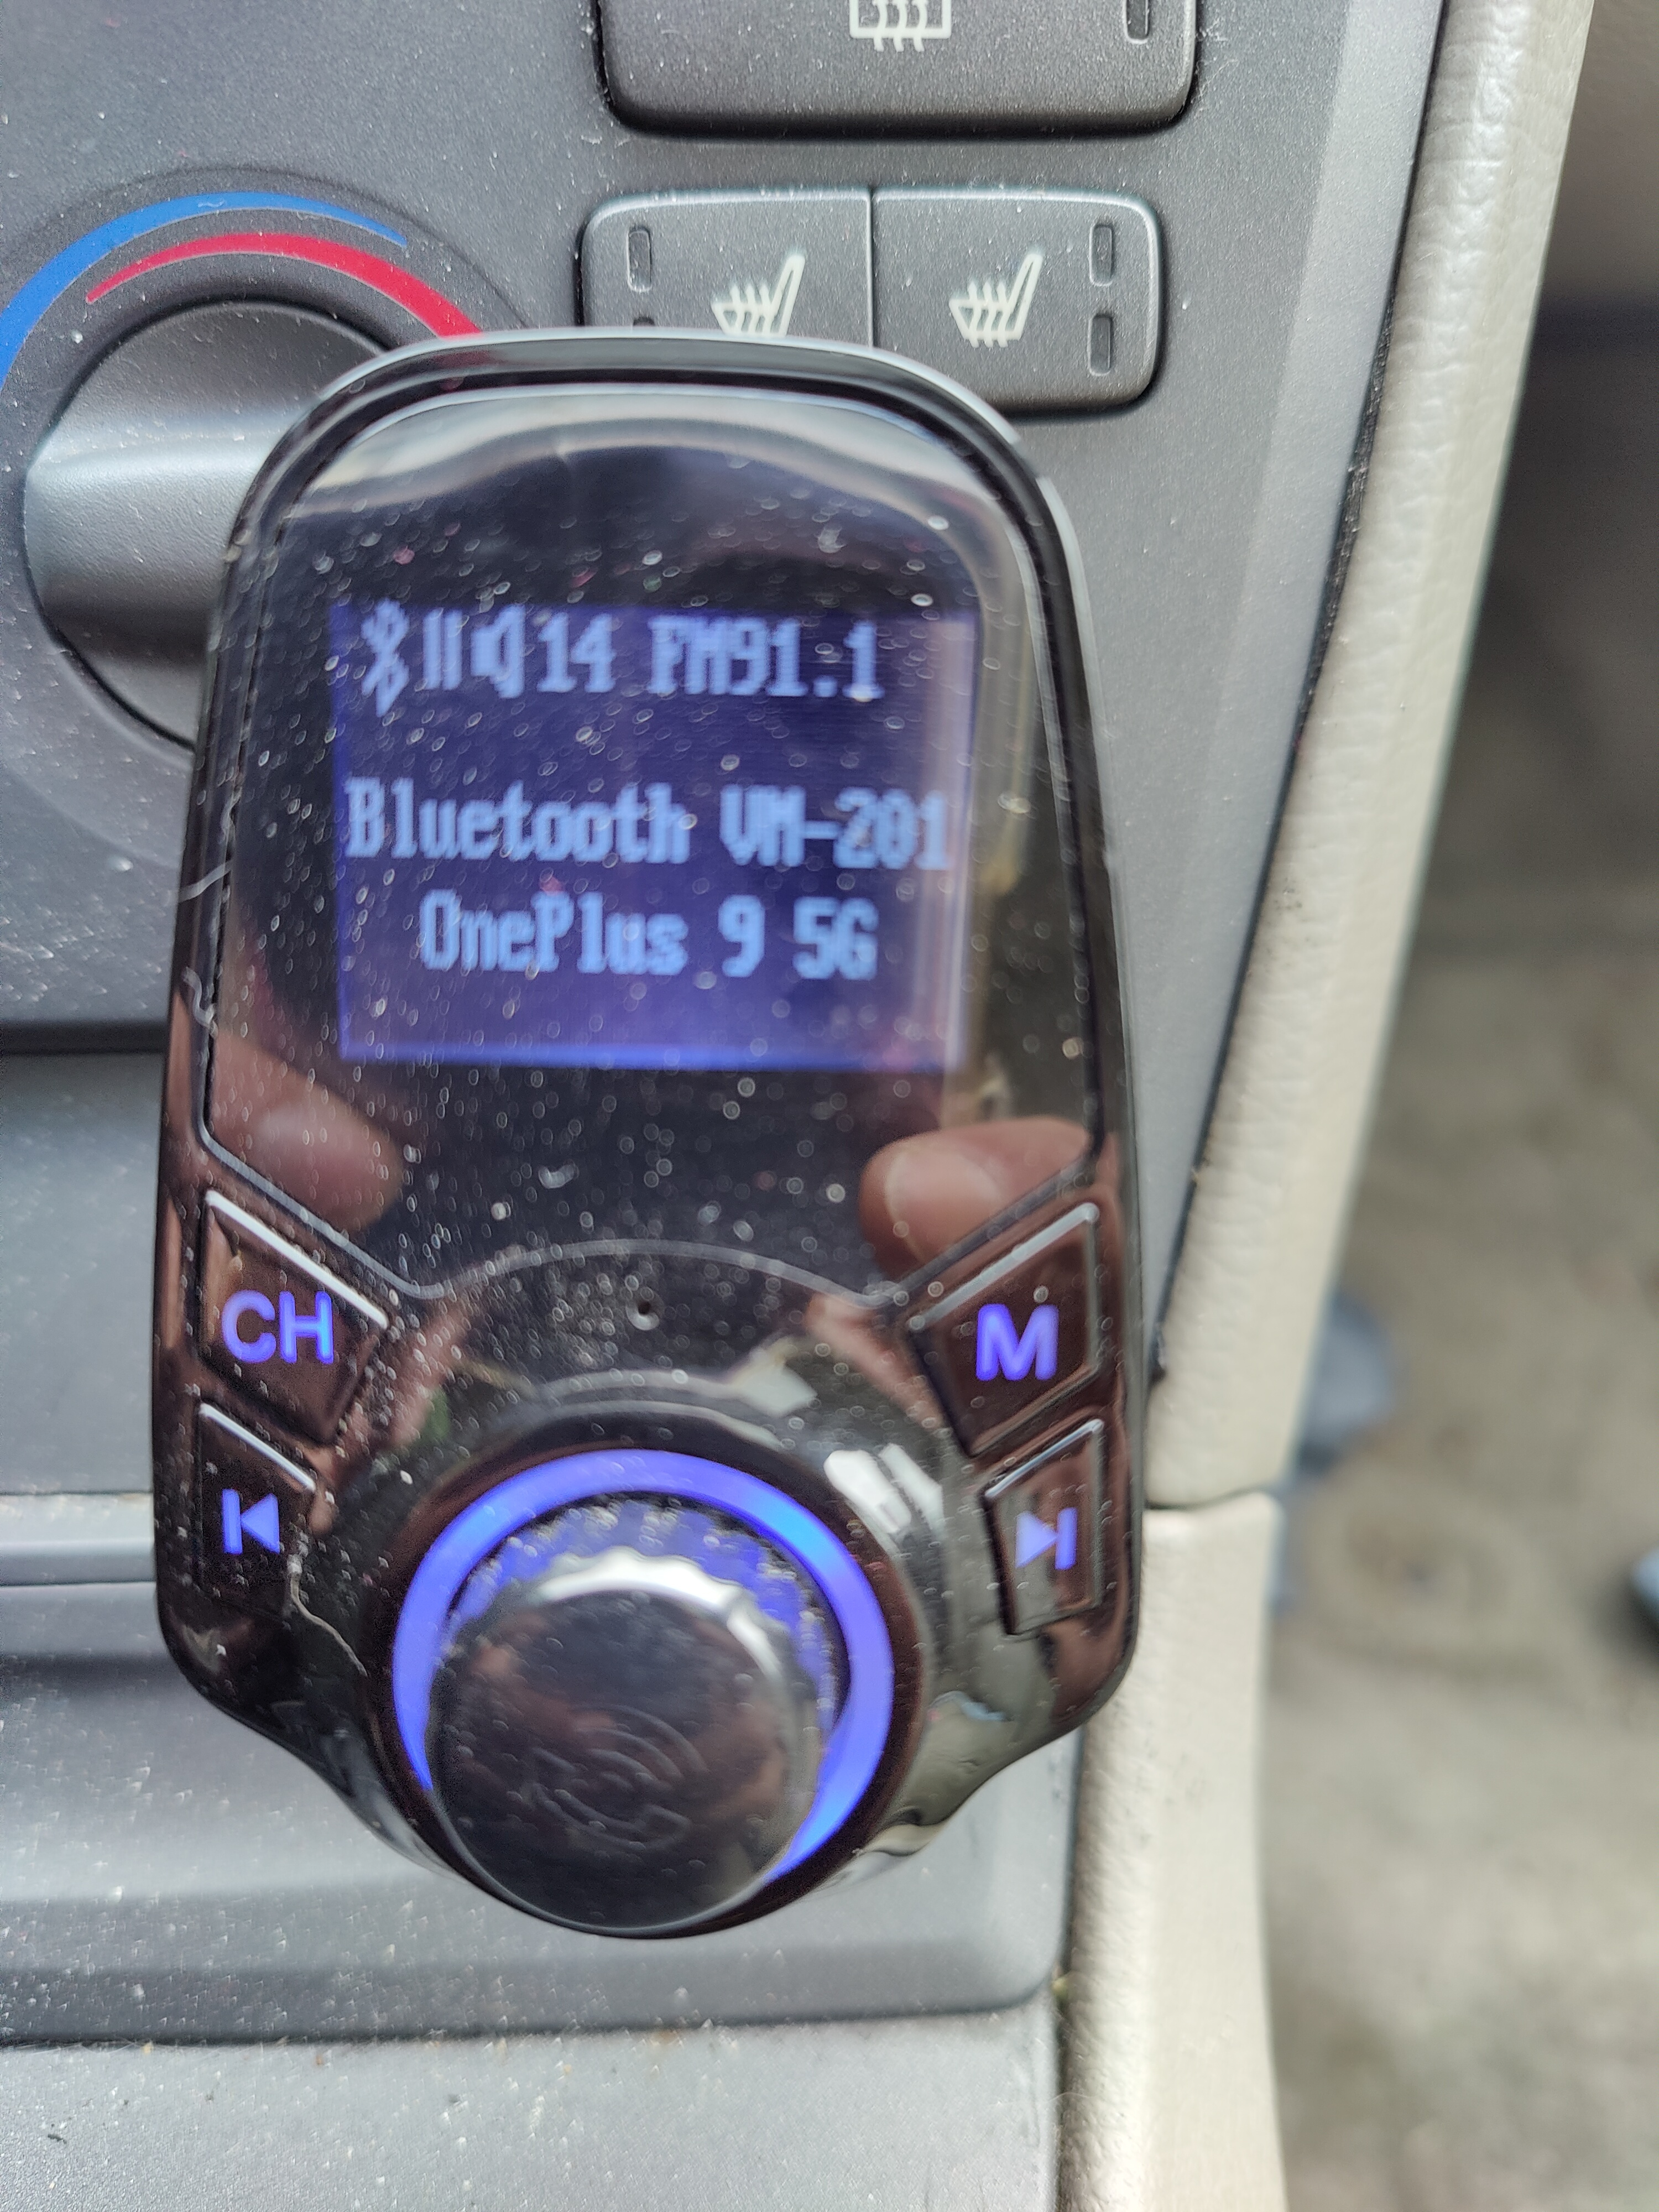 14 FM91.1
Bluetooth VM-201
OnePlus 9 5G
CH
M